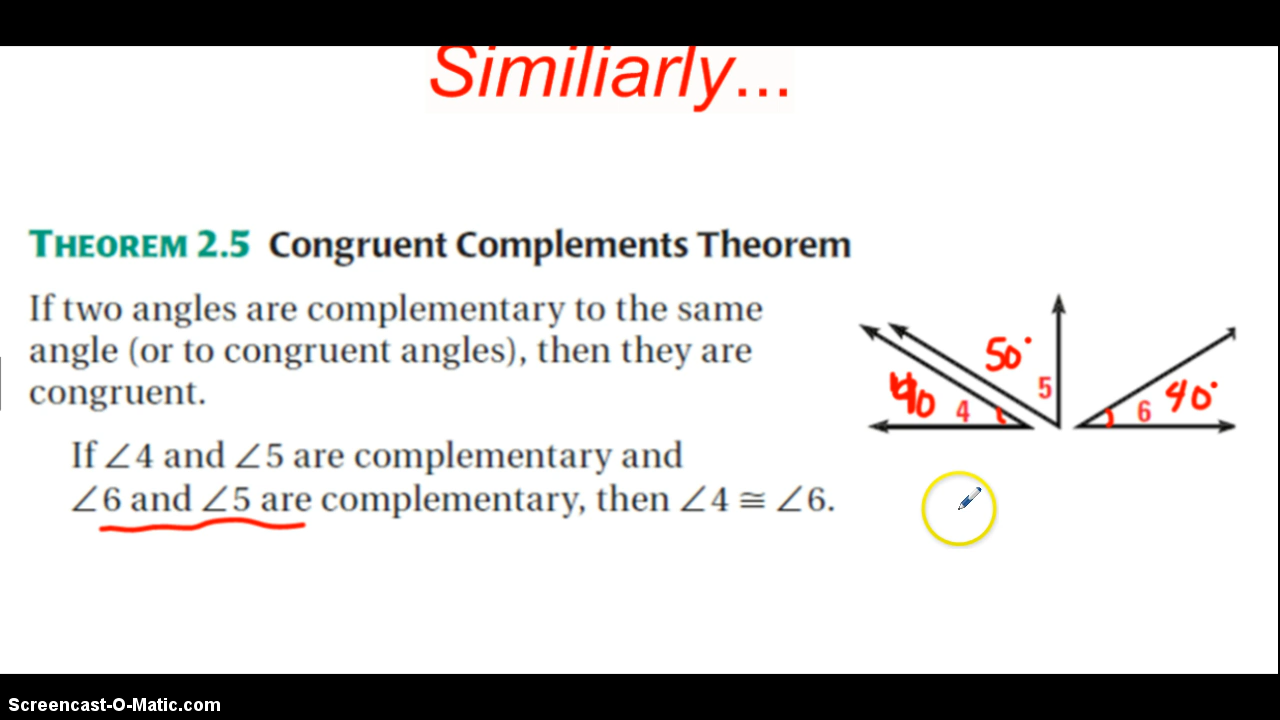 Similiarly...
THEOREM 2.5 Congruent Complements Theorem
If two angles are complementary to the same
angle (or to congruent angles), then they are
congruent.
If ∠4 and ∠5 are complementary and
∠6 and ∠5 are complementary, then ∠4 ≅ ∠6.
50°
5
40 4
6 40°
Screencast-O-Matic.com